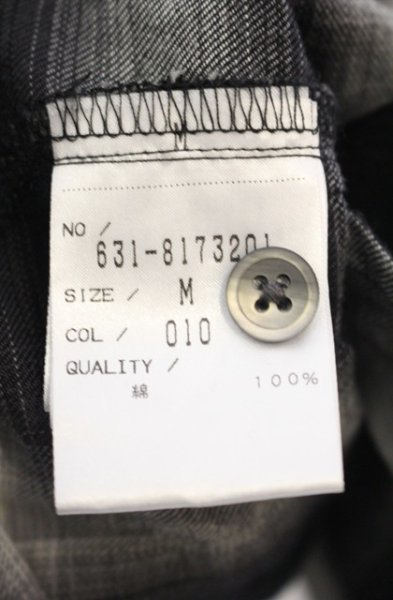 M
NO /
631-8173201
SIZE / M
COL / 010
QUALITY /
綿 100%